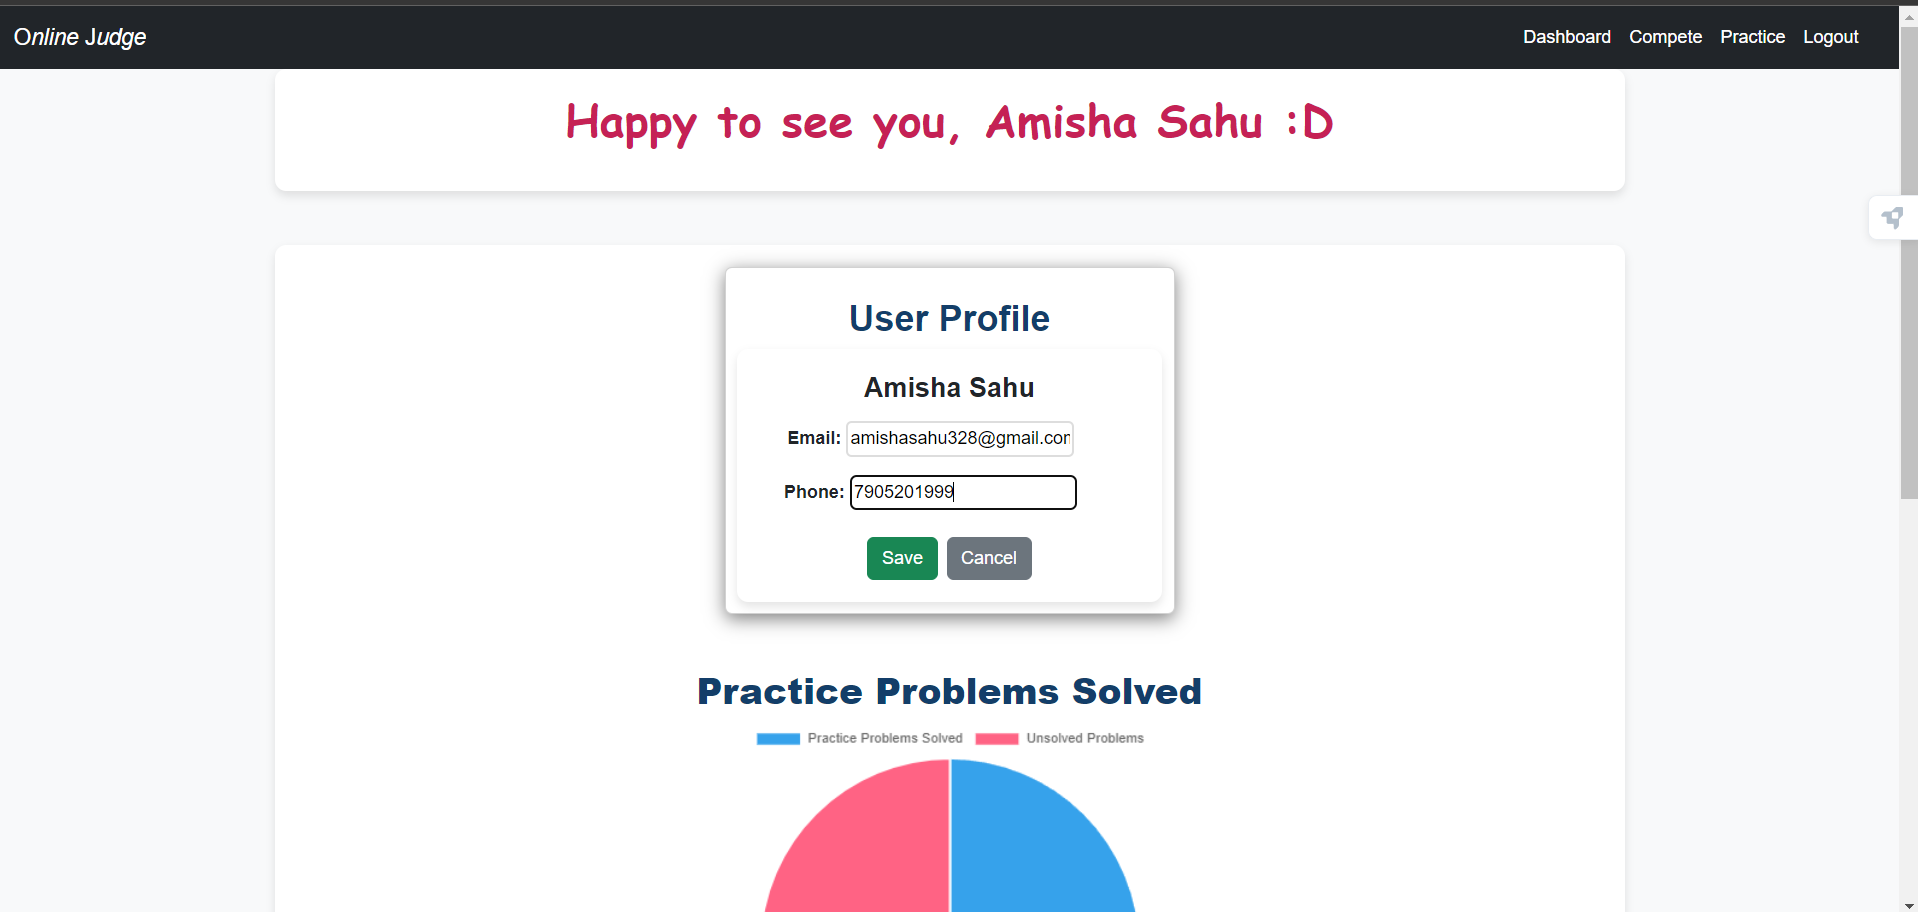 Online Judge
Dashboard Compete Practice Logout
Happy to see you, Amisha Sahu :D
User Profile
Amisha Sahu
Email: amishasahu328@gmail.con
Phone: 7905201999
Save Cancel
Practice Problems Solved
Practice Problems Solved Unsolved Problems